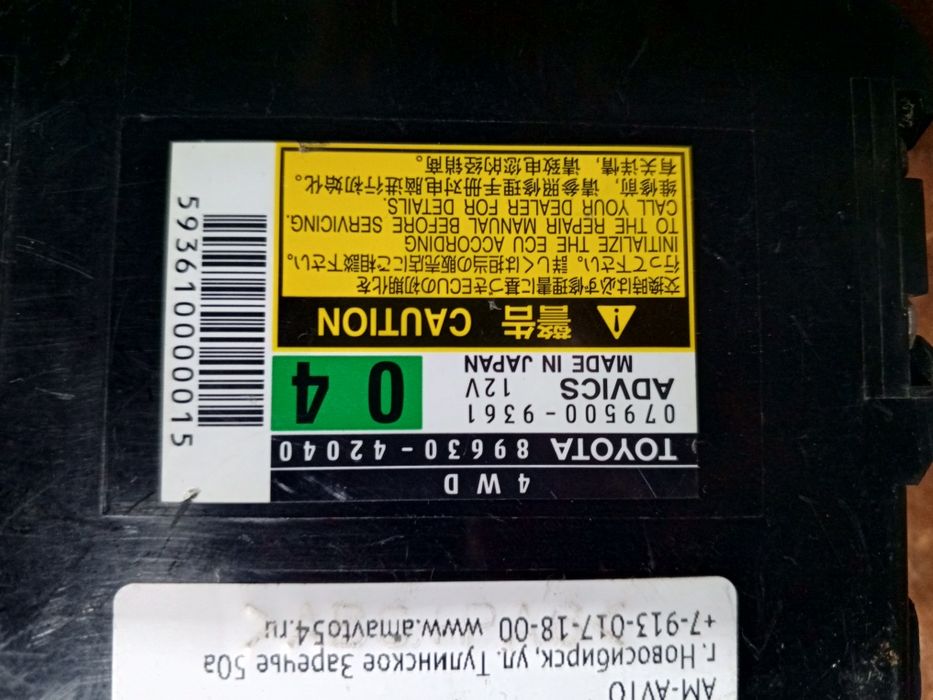 AM-AVTO
г. Новосибирск, ул. Тулинское Заречье 50а
+7-913-017-18-00 www.amavto54.ru
4WD
TOYOTA 89630-42040
079500-9361
ADVICS 12V
MADE IN JAPAN
04
警告 CAUTION
交換時は必ず修理書に基づきECUの初期化を
行って下さい。詳しくは担当の販売店にご相談下さい。
INITIALIZE THE ECU ACCORDING
TO THE REPAIR MANUAL BEFORE SERVICING.
CALL YOUR DEALER FOR DETAILS.
维修前，请参照修理手册对电脑进行初始化。
有关详情，请致电您的经销商。
5936100000015